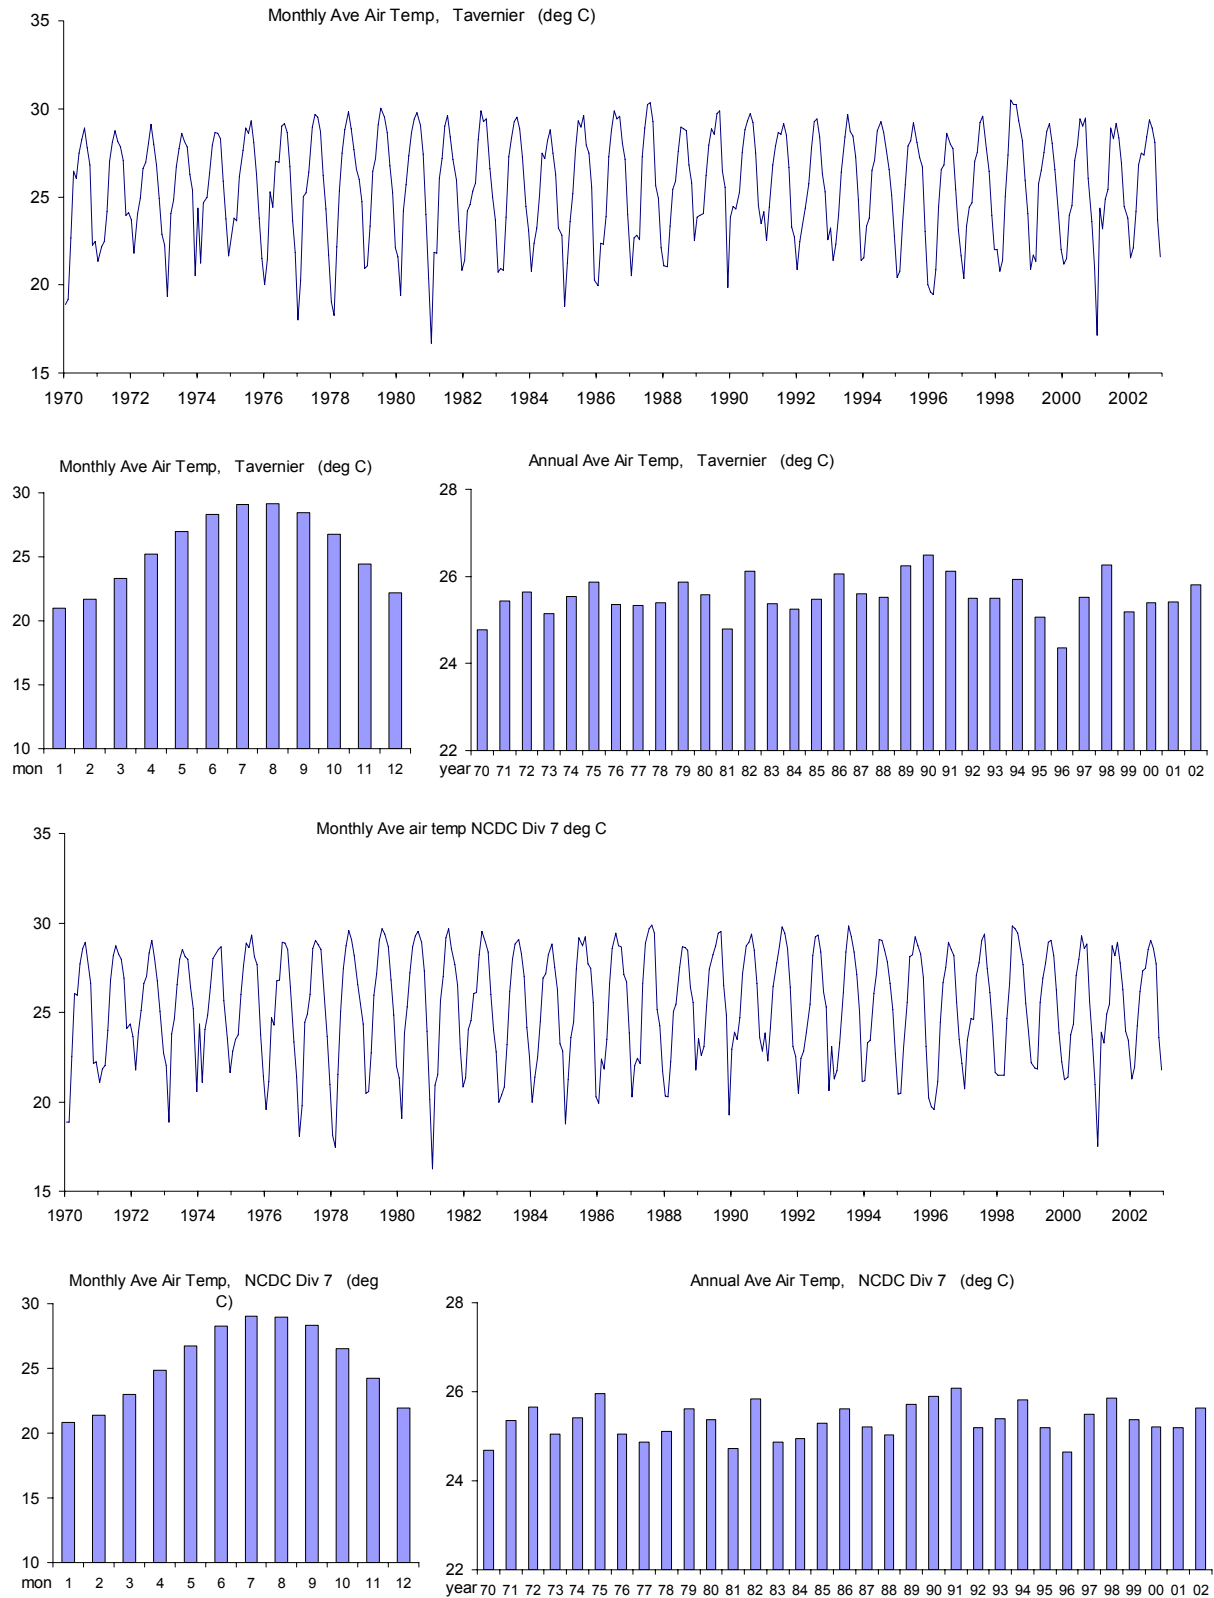 Monthly Ave Air Temp, Tavernier (deg C)
35
30
25
20
15
1970 1972 1974 1976 1978 1980 1982 1984 1986 1988 1990 1992 1994 1996 1998 2000 2002
Monthly Ave Air Temp, Tavernier (deg C)
30
25
20
15
10
mon 1 2 3 4 5 6 7 8 9 10 11 12
Annual Ave Air Temp, Tavernier (deg C)
28
26
24
22
year 70 71 72 73 74 75 76 77 78 79 80 81 82 83 84 85 86 87 88 89 90 91 92 93 94 95 96 97 98 99 00 01 02
Monthly Ave air temp NCDC Div 7 deg C
35
30
25
20
15
1970 1972 1974 1976 1978 1980 1982 1984 1986 1988 1990 1992 1994 1996 1998 2000 2002
Monthly Ave Air Temp, NCDC Div 7 (deg
C)
30
25
20
15
10
mon 1 2 3 4 5 6 7 8 9 10 11 12
Annual Ave Air Temp, NCDC Div 7 (deg C)
28
26
24
22
year 70 71 72 73 74 75 76 77 78 79 80 81 82 83 84 85 86 87 88 89 90 91 92 93 94 95 96 97 98 99 00 01 02